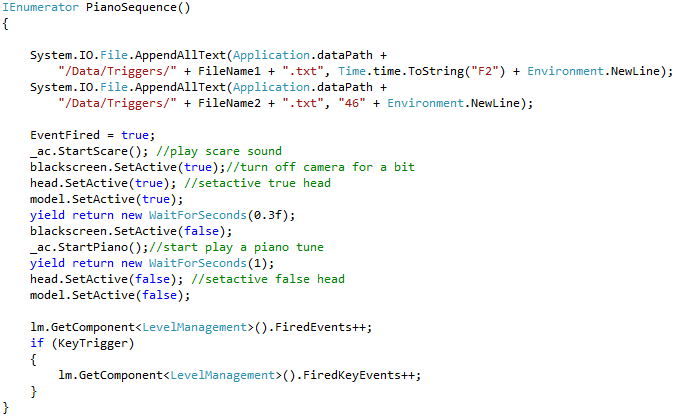 IEnumerator PianoSequence()
{
System.IO.File.AppendAllText(Application.dataPath +
"/Data/Triggers/" + FileName1 + ".txt", Time.time.ToString("F2") + Environment.NewLine);
System.IO.File.AppendAllText(Application.dataPath +
"/Data/Triggers/" + FileName2 + ".txt", "46" + Environment.NewLine);
EventFired = true;
_ac.StartScare(); //play scare sound
blackscreen.SetActive(true);//turn off camera for a bit
head.SetActive(true); //setactive true head
model.SetActive(true);
yield return new WaitForSeconds(0.3f);
blackscreen.SetActive(false);
_ac.StartPiano();//start play a piano tune
yield return new WaitForSeconds(1);
head.SetActive(false); //setactive false head
model.SetActive(false);
lm.GetComponent<LevelManagement>().FiredEvents++;
if (KeyTrigger)
{
lm.GetComponent<LevelManagement>().FiredKeyEvents++;
}
}